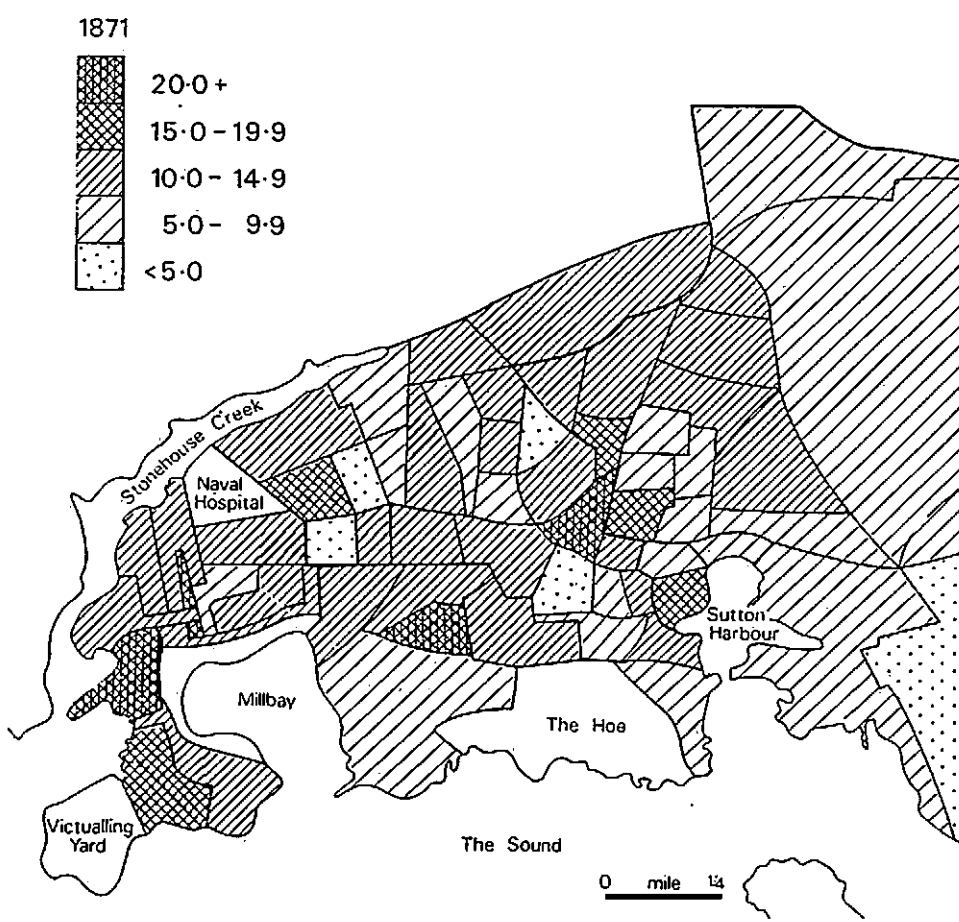 1871
20·0 +
15·0 – 19·9
10·0 – 14·9
5·0 – 9·9
<5·0
Stonehouse Creek
Naval
Hospital
Sutton
Harbour
Millbay
The Hoe
Victualling
Yard
The Sound
0 mile 1/4